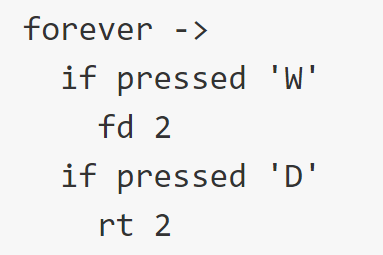 forever ->
  if pressed 'W'
    fd 2
  if pressed 'D'
    rt 2